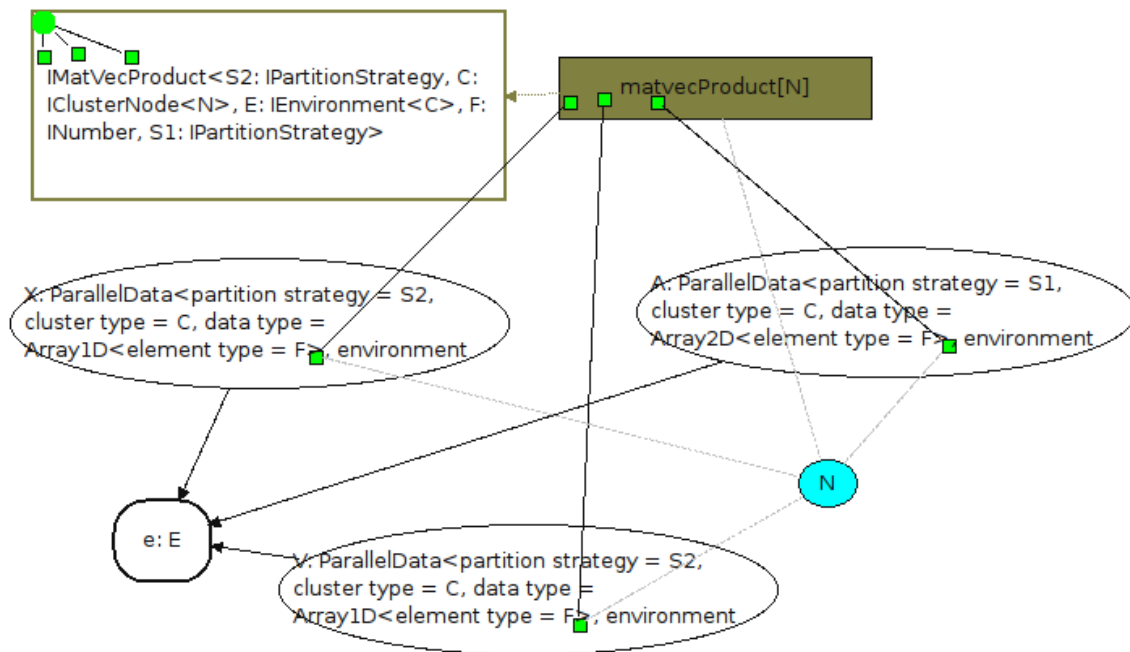 IMatVecProduct<S2: IPartitionStrategy, C:
IClusterNode<N>, E: IEnvironment<C>, F:
INumber, S1: IPartitionStrategy>
matvecProduct[N]
X: ParallelData<partition strategy = S2,
cluster type = C, data type =
Array1D<element type = F>, environment
A: ParallelData<partition strategy = S1,
cluster type = C, data type =
Array2D<element type = F>, environment
N
e: E
V: ParallelData<partition strategy = S2,
cluster type = C, data type =
Array1D<element type = F>, environment